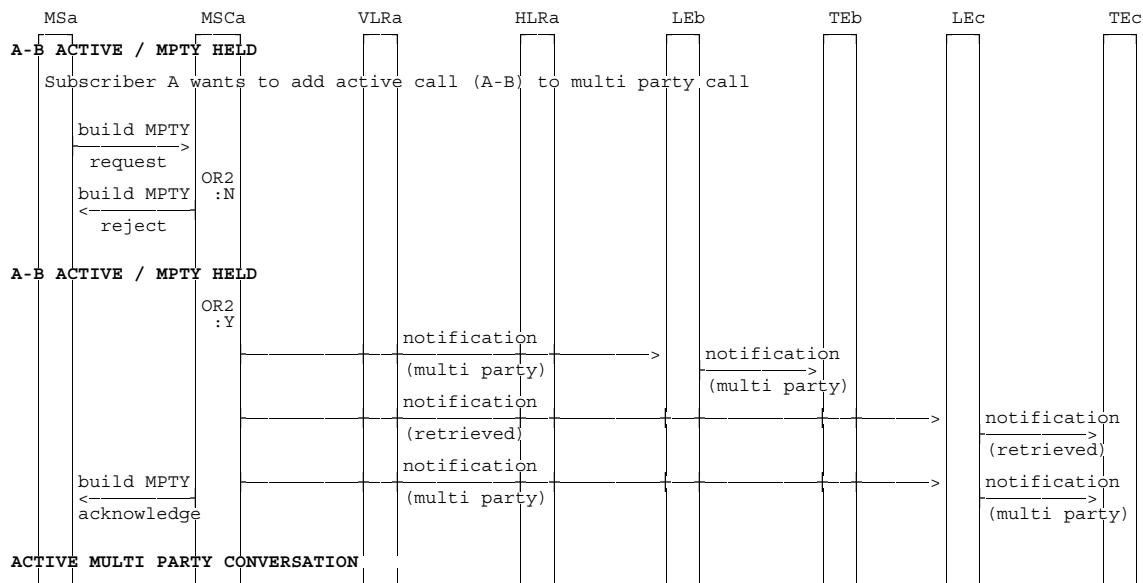 MSa MSCa VLRa HLRa LEb TEb LEc TEc
A-B ACTIVE / MPTY HELD
Subscriber A wants to add active call (A-B) to multi party call
build MPTY
request
OR2
build MPTY :N
reject
A-B ACTIVE / MPTY HELD
OR2
:Y
notification
notification
(multi party)
(multi party)
notification
notification
(retrieved)
(retrieved)
notification
build MPTY notification
(multi party)
acknowledge (multi party)
ACTIVE MULTI PARTY CONVERSATION